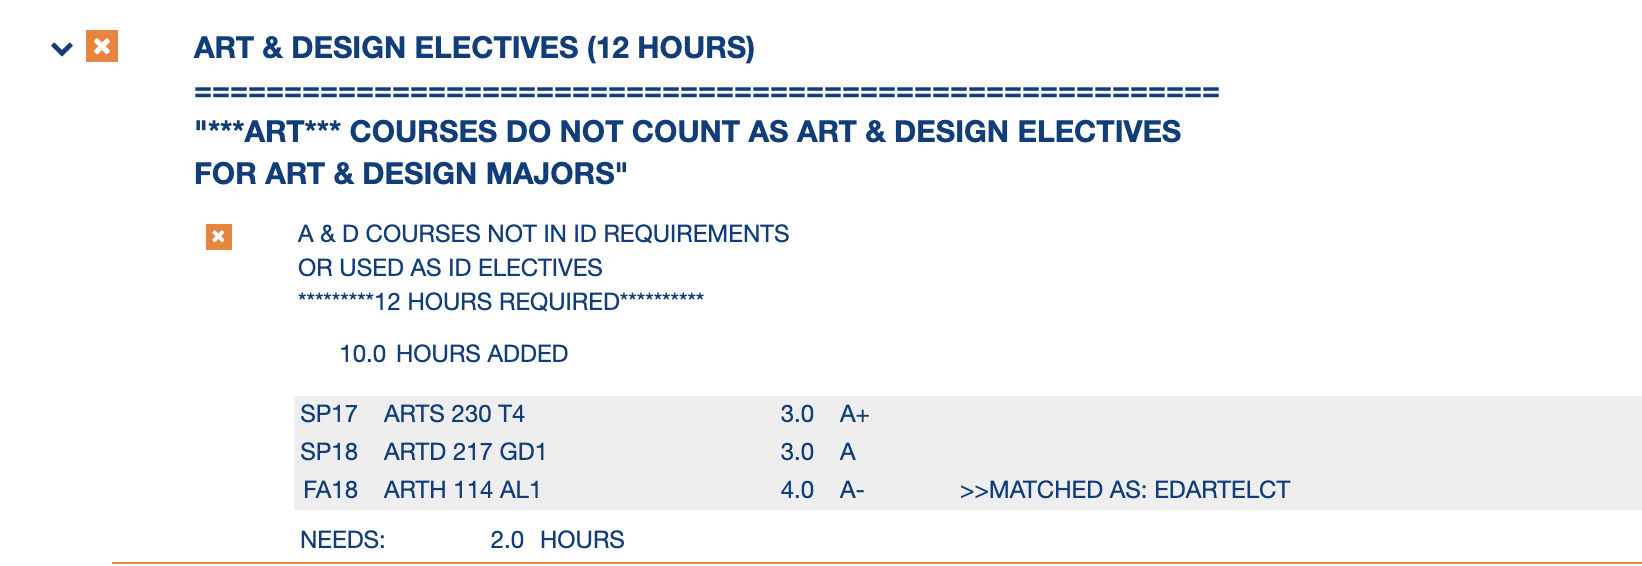 ART & DESIGN ELECTIVES (12 HOURS)
=========================================================
"***ART*** COURSES DO NOT COUNT AS ART & DESIGN ELECTIVES
FOR ART & DESIGN MAJORS"
A & D COURSES NOT IN ID REQUIREMENTS
OR USED AS ID ELECTIVES
*********12 HOURS REQUIRED**********
10.0 HOURS ADDED
SP17 ARTS 230 T4 3.0 A+
SP18 ARTD 217 GD1 3.0 A
FA18 ARTH 114 AL1 4.0 A- >>MATCHED AS: EDARTELCT
NEEDS: 2.0 HOURS